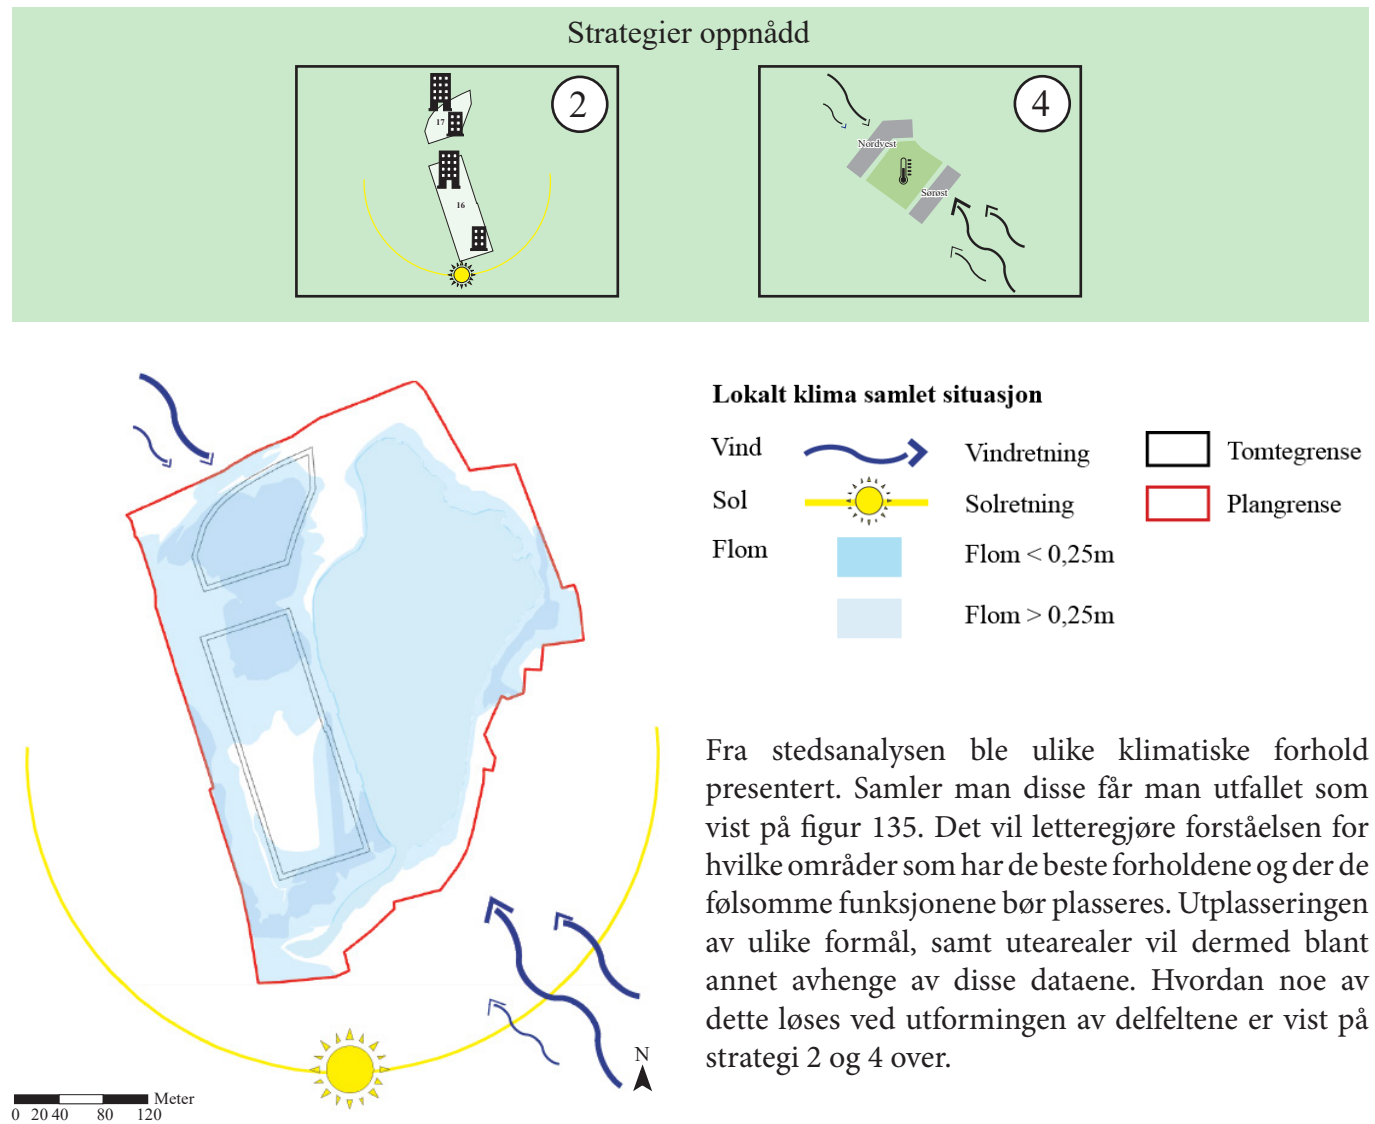 Strategier oppnådd
2
17
16
4
Nordvest
Sørøst
Lokalt klima samlet situasjon
Vind
Vindretning
Tomtegrense
Sol
Solretning
Plangrense
Flom
Flom < 0,25m
Flom > 0,25m
Fra stedsanalysen ble ulike klimatiske forhold
presentert. Samler man disse får man utfallet som
vist på figur 135. Det vil letteregjøre forståelsen for
hvilke områder som har de beste forholdene og der de
følsomme funksjonene bør plasseres. Utplasseringen
av ulike formål, samt utearealer vil dermed blant
annet avhenge av disse dataene. Hvordan noe av
dette løses ved utformingen av delfeltene er vist på
strategi 2 og 4 over.
N
Meter
0 20 40 80 120